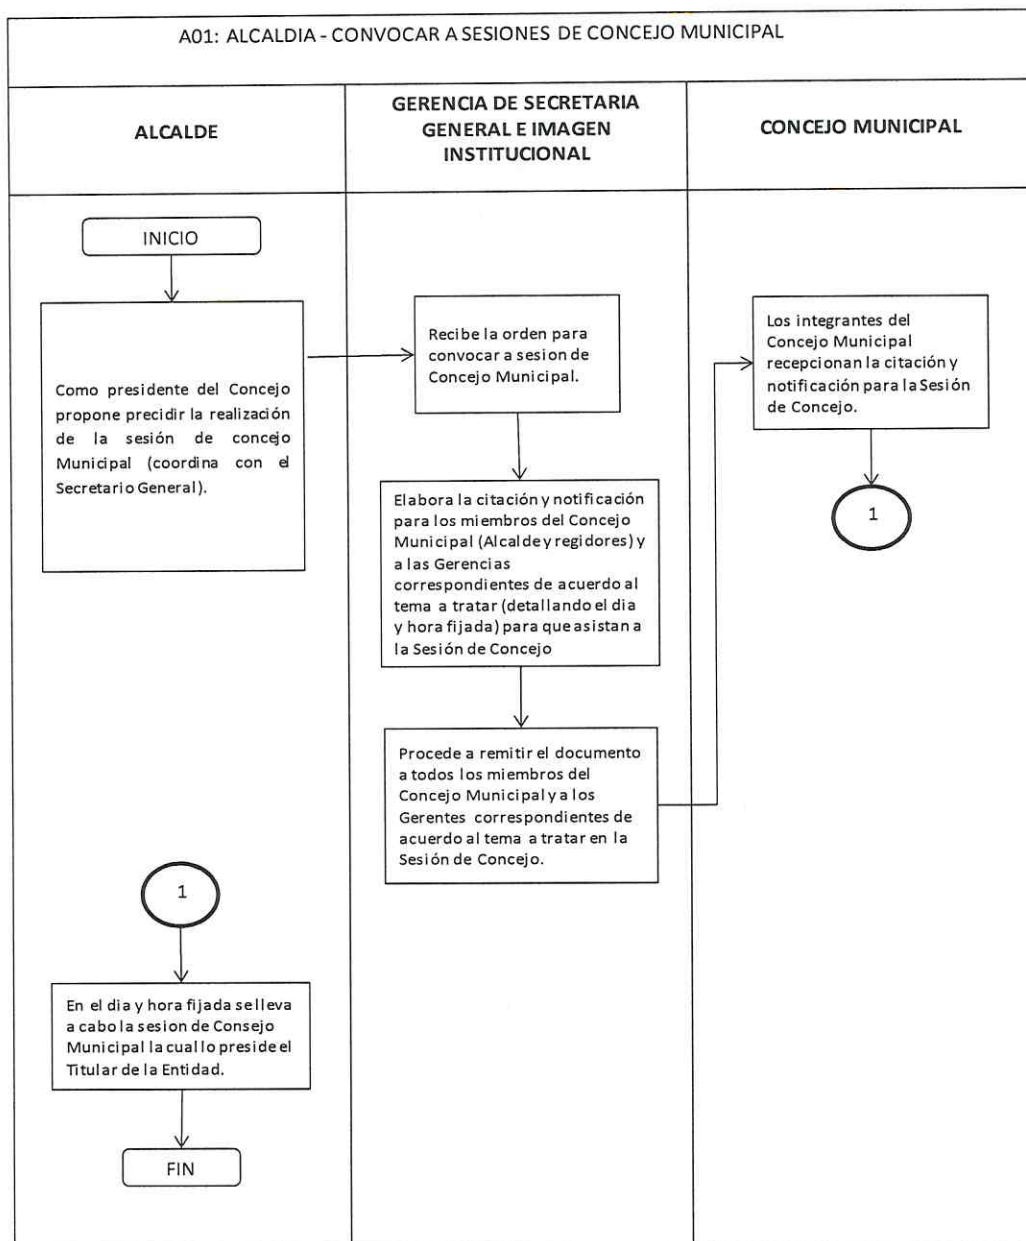 A01: ALCALDIA - CONVOCAR A SESIONES DE CONCEJO MUNICIPAL
ALCALDE
GERENCIA DE SECRETARIA
GENERAL E IMAGEN
INSTITUCIONAL
CONCEJO MUNICIPAL
INICIO
Como presidente del Concejo
propone precidir la realización
de la sesión de concejo
Municipal (coordina con el
Secretario General).
Recibe la orden para
convocar a sesion de
Concejo Municipal.
Elabora la citación y notificación
para los miembros del Concejo
Municipal (Alcalde y regidores) y
a las Gerencias
correspondientes de acuerdo al
tema a tratar (detallando el dia
y hora fijada) para que asistan a
la Sesión de Concejo
Procede a remitir el documento
a todos los miembros del
Concejo Municipal y a los
Gerentes correspondientes de
acuerdo al tema a tratar en la
Sesión de Concejo.
Los integrantes del
Concejo Municipal
recepcionan la citación y
notificación para la Sesión
de Concejo.
1
1
En el dia y hora fijada se lleva
a cabo la sesion de Consejo
Municipal la cual lo preside el
Titular de la Entidad.
FIN